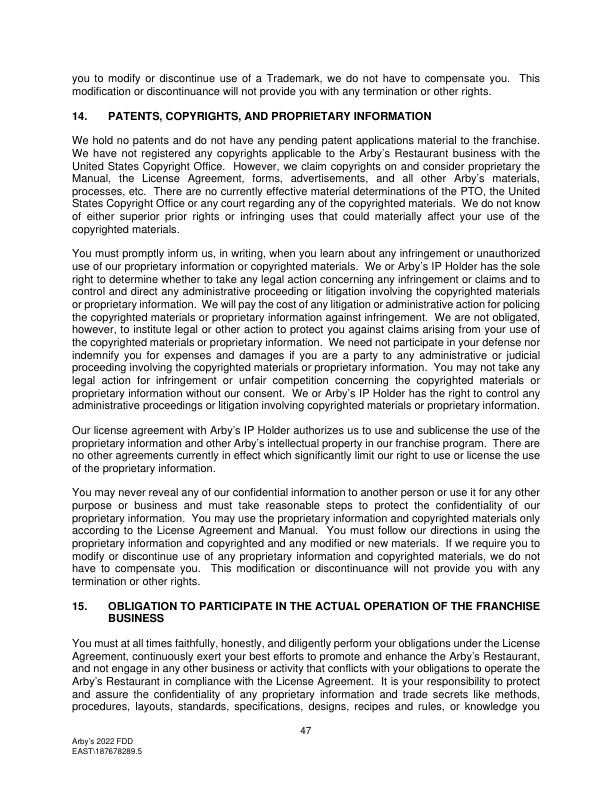 you to modify or discontinue use of a Trademark, we do not have to compensate you. This
modification or discontinuance will not provide you with any termination or other rights.
14. PATENTS, COPYRIGHTS, AND PROPRIETARY INFORMATION
We hold no patents and do not have any pending patent applications material to the franchise.
We have not registered any copyrights applicable to the Arby's Restaurant business with the
United States Copyright Office. However, we claim copyrights on and consider proprietary the
Manual, the License Agreement, forms, advertisements, and all other Arby's materials,
processes, etc. There are no currently effective material determinations of the PTO, the United
States Copyright Office or any court regarding any of the copyrighted materials. We do not know
of either superior prior rights or infringing uses that could materially affect your use of the
copyrighted materials.
You must promptly inform us, in writing, when you learn about any infringement or unauthorized
use of our proprietary information or copyrighted materials. We or Arby's IP Holder has the sole
right to determine whether to take any legal action concerning any infringement or claims and to
control and direct any administrative proceeding or litigation involving the copyrighted materials
or proprietary information. We will pay the cost of any litigation or administrative action for policing
the copyrighted materials or proprietary information against infringement. We are not obligated,
however, to institute legal or other action to protect you against claims arising from your use of
the copyrighted materials or proprietary information. We need not participate in your defense nor
indemnify you for expenses and damages if you are a party to any administrative or judicial
proceeding involving the copyrighted materials or proprietary information. You may not take any
legal action for infringement or unfair competition concerning the copyrighted materials or
proprietary information without our consent. We or Arby's IP Holder has the right to control any
administrative proceedings or litigation involving copyrighted materials or proprietary information.
Our license agreement with Arby's IP Holder authorizes us to use and sublicense the use of the
proprietary information and other Arby's intellectual property in our franchise program. There are
no other agreements currently in effect which significantly limit our right to use or license the use
of the proprietary information.
You may never reveal any of our confidential information to another person or use it for any other
purpose or business and must take reasonable steps to protect the confidentiality of our
proprietary information. You may use the proprietary information and copyrighted materials only
according to the License Agreement and Manual. You must follow our directions in using the
proprietary information and copyrighted and any modified or new materials. If we require you to
modify or discontinue use of any proprietary information and copyrighted materials, we do not
have to compensate you. This modification or discontinuance will not provide you with any
termination or other rights.
15. OBLIGATION TO PARTICIPATE IN THE ACTUAL OPERATION OF THE FRANCHISE
BUSINESS
You must at all times faithfully, honestly, and diligently perform your obligations under the License
Agreement, continuously exert your best efforts to promote and enhance the Arby's Restaurant,
and not engage in any other business or activity that conflicts with your obligations to operate the
Arby's Restaurant in compliance with the License Agreement. It is your responsibility to protect
and assure the confidentiality of any proprietary information and trade secrets like methods,
procedures, layouts, standards, specifications, designs, recipes and rules, or knowledge you
47
Arby's 2022 FDD
EAST\187678289.5